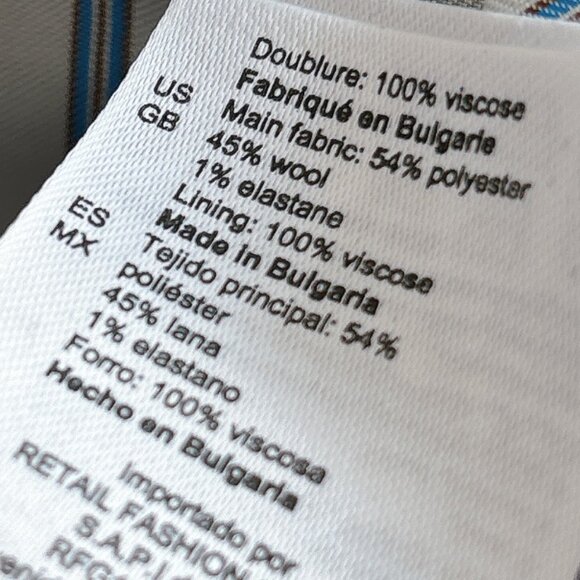 Doublure: 100% viscose
Fabriqué en Bulgarie
US Main fabric: 54% polyester
GB 45% wool
1% elastane
Lining: 100% viscose
Made in Bulgaria
ES Tejido principal: 54%
MX poliéster
45% lana
1% elastano
Forro: 100% viscosa
Hecho en Bulgaria
Importado por
RETAIL FASHION
S.A.P.I.